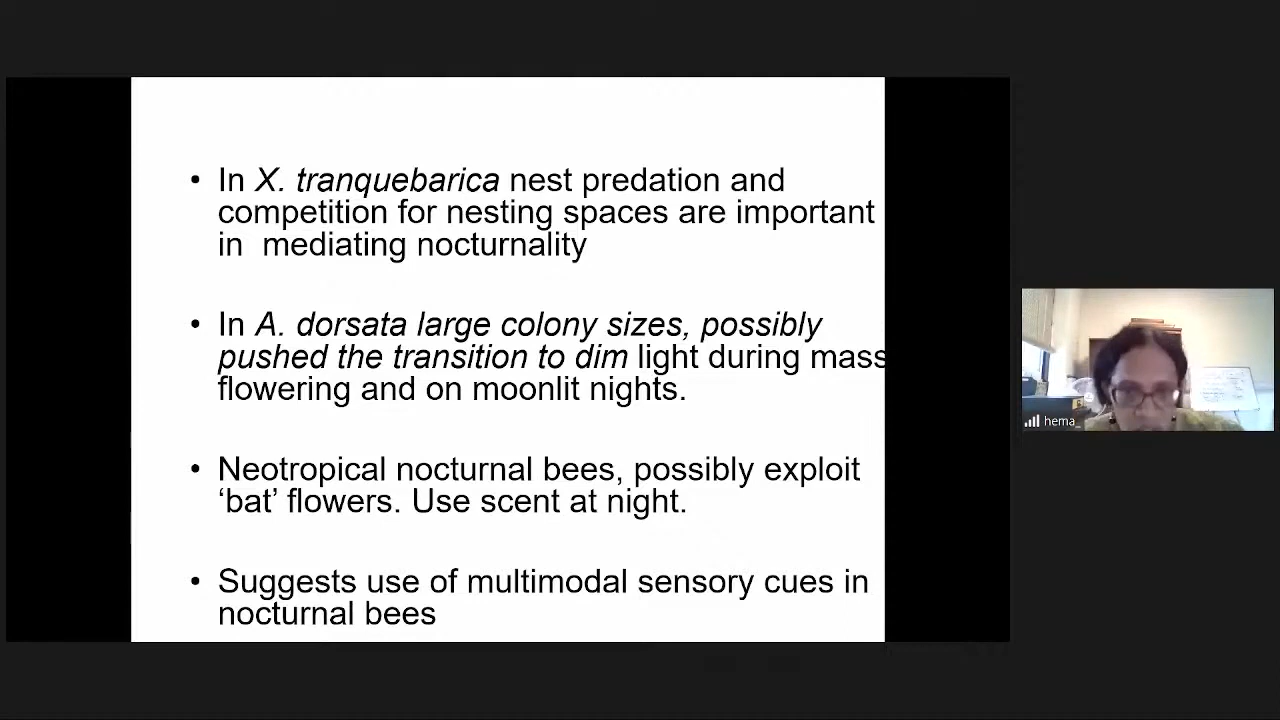 • In X. tranquebarica nest predation and
competition for nesting spaces are important
in  mediating nocturnality
• In A. dorsata large colony sizes, possibly
pushed the transition to dim light during mass
flowering and on moonlit nights.
• Neotropical nocturnal bees, possibly exploit
‘bat’ flowers. Use scent at night.
• Suggests use of multimodal sensory cues in
nocturnal bees
hema_